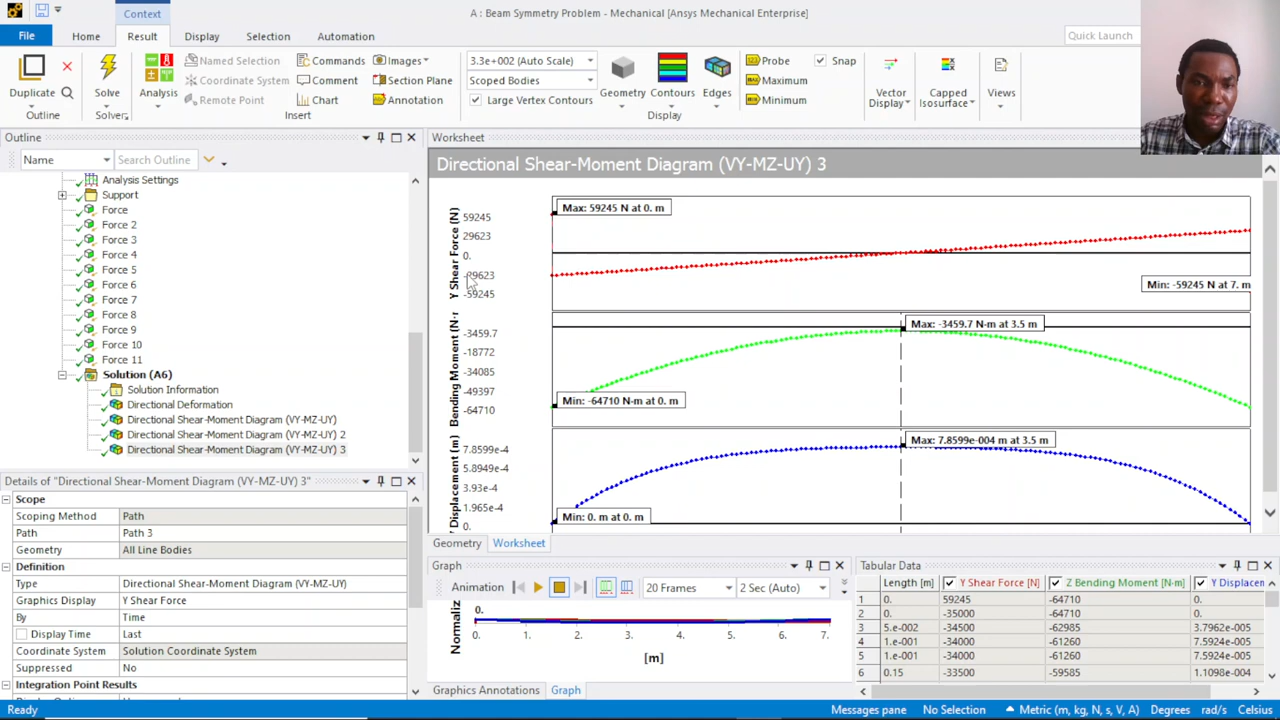 Context
A : Beam Symmetry Problem - Mechanical [Ansys Mechanical Enterprise]
File Home Result Display Selection Automation Quick Launch
Duplicate
Outline
Solve
Solver
Analysis
Named Selection
Coordinate System
Remote Point
Commands
Comment
Chart
Images
Section Plane
Annotation
Insert
3.3e+002 (Auto Scale)
Scoped Bodies
Large Vertex Contours
Geometry
Contours
Edges
Display
Probe
Maximum
Minimum
Snap
Vector
Display
Capped
Isosurface
Views
Outline
Name
Search Outline
Analysis Settings
Support
Force
Force 2
Force 3
Force 4
Force 5
Force 6
Force 7
Force 8
Force 9
Force 10
Force 11
Solution (A6)
Solution Information
Directional Deformation
Directional Shear-Moment Diagram (VY-MZ-UY)
Directional Shear-Moment Diagram (VY-MZ-UY) 2
Directional Shear-Moment Diagram (VY-MZ-UY) 3
Details of "Directional Shear-Moment Diagram (VY-MZ-UY) 3"
Scope
Scoping Method Path
Path Path 3
Geometry All Line Bodies
Definition
Type Directional Shear-Moment Diagram (VY-MZ-UY)
Graphics Display Y Shear Force
By Time
Display Time Last
Coordinate System Solution Coordinate System
Suppressed No
Integration Point Results
Worksheet
Directional Shear-Moment Diagram (VY-MZ-UY) 3
Y Shear Force (N)
59245
29623
0.
-29623
-59245
Max: 59245 N at 0. m
Min: -59245 N at 7. m
Bending Moment (N-
-3459.7
-18772
-34085
-49397
-64710
Max: -3459.7 N-m at 3.5 m
Min: -64710 N-m at 0. m
Y Displacement (m)
7.8599e-4
5.8949e-4
3.93e-4
1.965e-4
0.
Max: 7.8599e-004 m at 3.5 m
Min: 0. m at 0. m
Geometry Worksheet
Graph
Animation 20 Frames 2 Sec (Auto)
Normaliz
0.
0. 1. 2. 3. 4. 5. 6. 7.
[m]
Graphics Annotations Graph
Tabular Data
Length [m] Y Shear Force [N] Z Bending Moment [N·m] Y Displacen
1 0. 59245 -64710 0.
2 0. -35000 -64710 0.
3 5.e-002 -34500 -62985 3.7962e-005
4 1.e-001 -34000 -61260 7.5924e-005
5 1.e-001 -34000 -61260 7.5924e-005
6 0.15 -33500 -59585 1.1098e-004
Ready Messages pane No Selection Metric (m, kg, N, s, V, A) Degrees rad/s Celsius